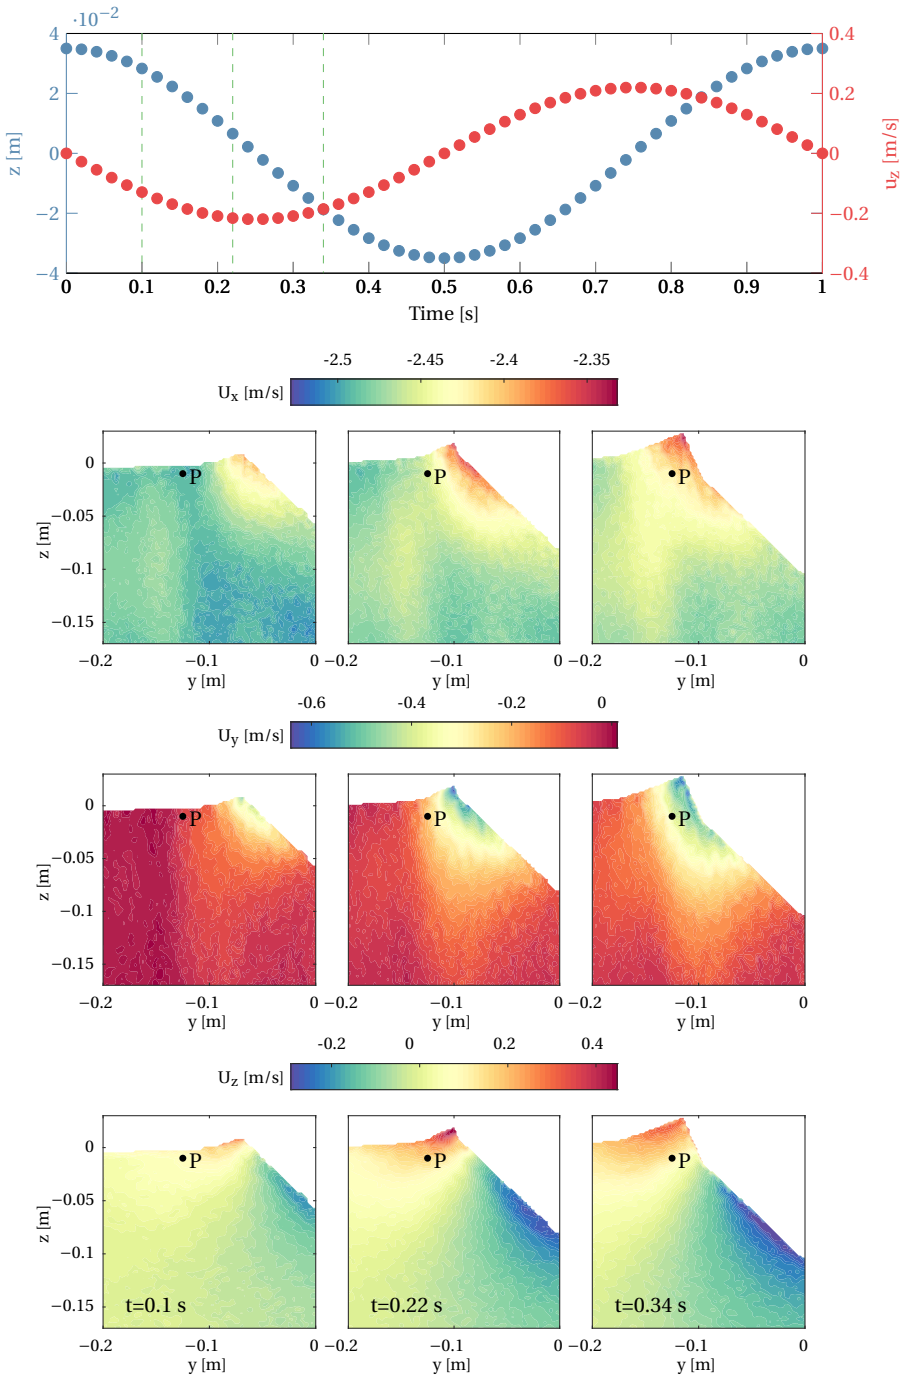 ·10⁻²
4 0.4
2 0.2
0 0
−2 −0.2
−4 −0.4
z [m]
u_z [m/s]
0 0.1 0.2 0.3 0.4 0.5 0.6 0.7 0.8 0.9 1
Time [s]
-2.5 -2.45 -2.4 -2.35
U_x [m/s]
0
−0.05
−0.1
−0.15
z [m]
P P P
−0.2 −0.1 0 −0.2 −0.1 0 −0.2 −0.1 0
y [m] y [m] y [m]
-0.6 -0.4 -0.2 0
U_y [m/s]
0
−0.05
−0.1
−0.15
z [m]
P P P
−0.2 −0.1 0 −0.2 −0.1 0 −0.2 −0.1 0
y [m] y [m] y [m]
-0.2 0 0.2 0.4
U_z [m/s]
0
−0.05
−0.1
−0.15
z [m]
P P P
t=0.1 s t=0.22 s t=0.34 s
−0.2 −0.1 0 −0.2 −0.1 0 −0.2 −0.1 0
y [m] y [m] y [m]